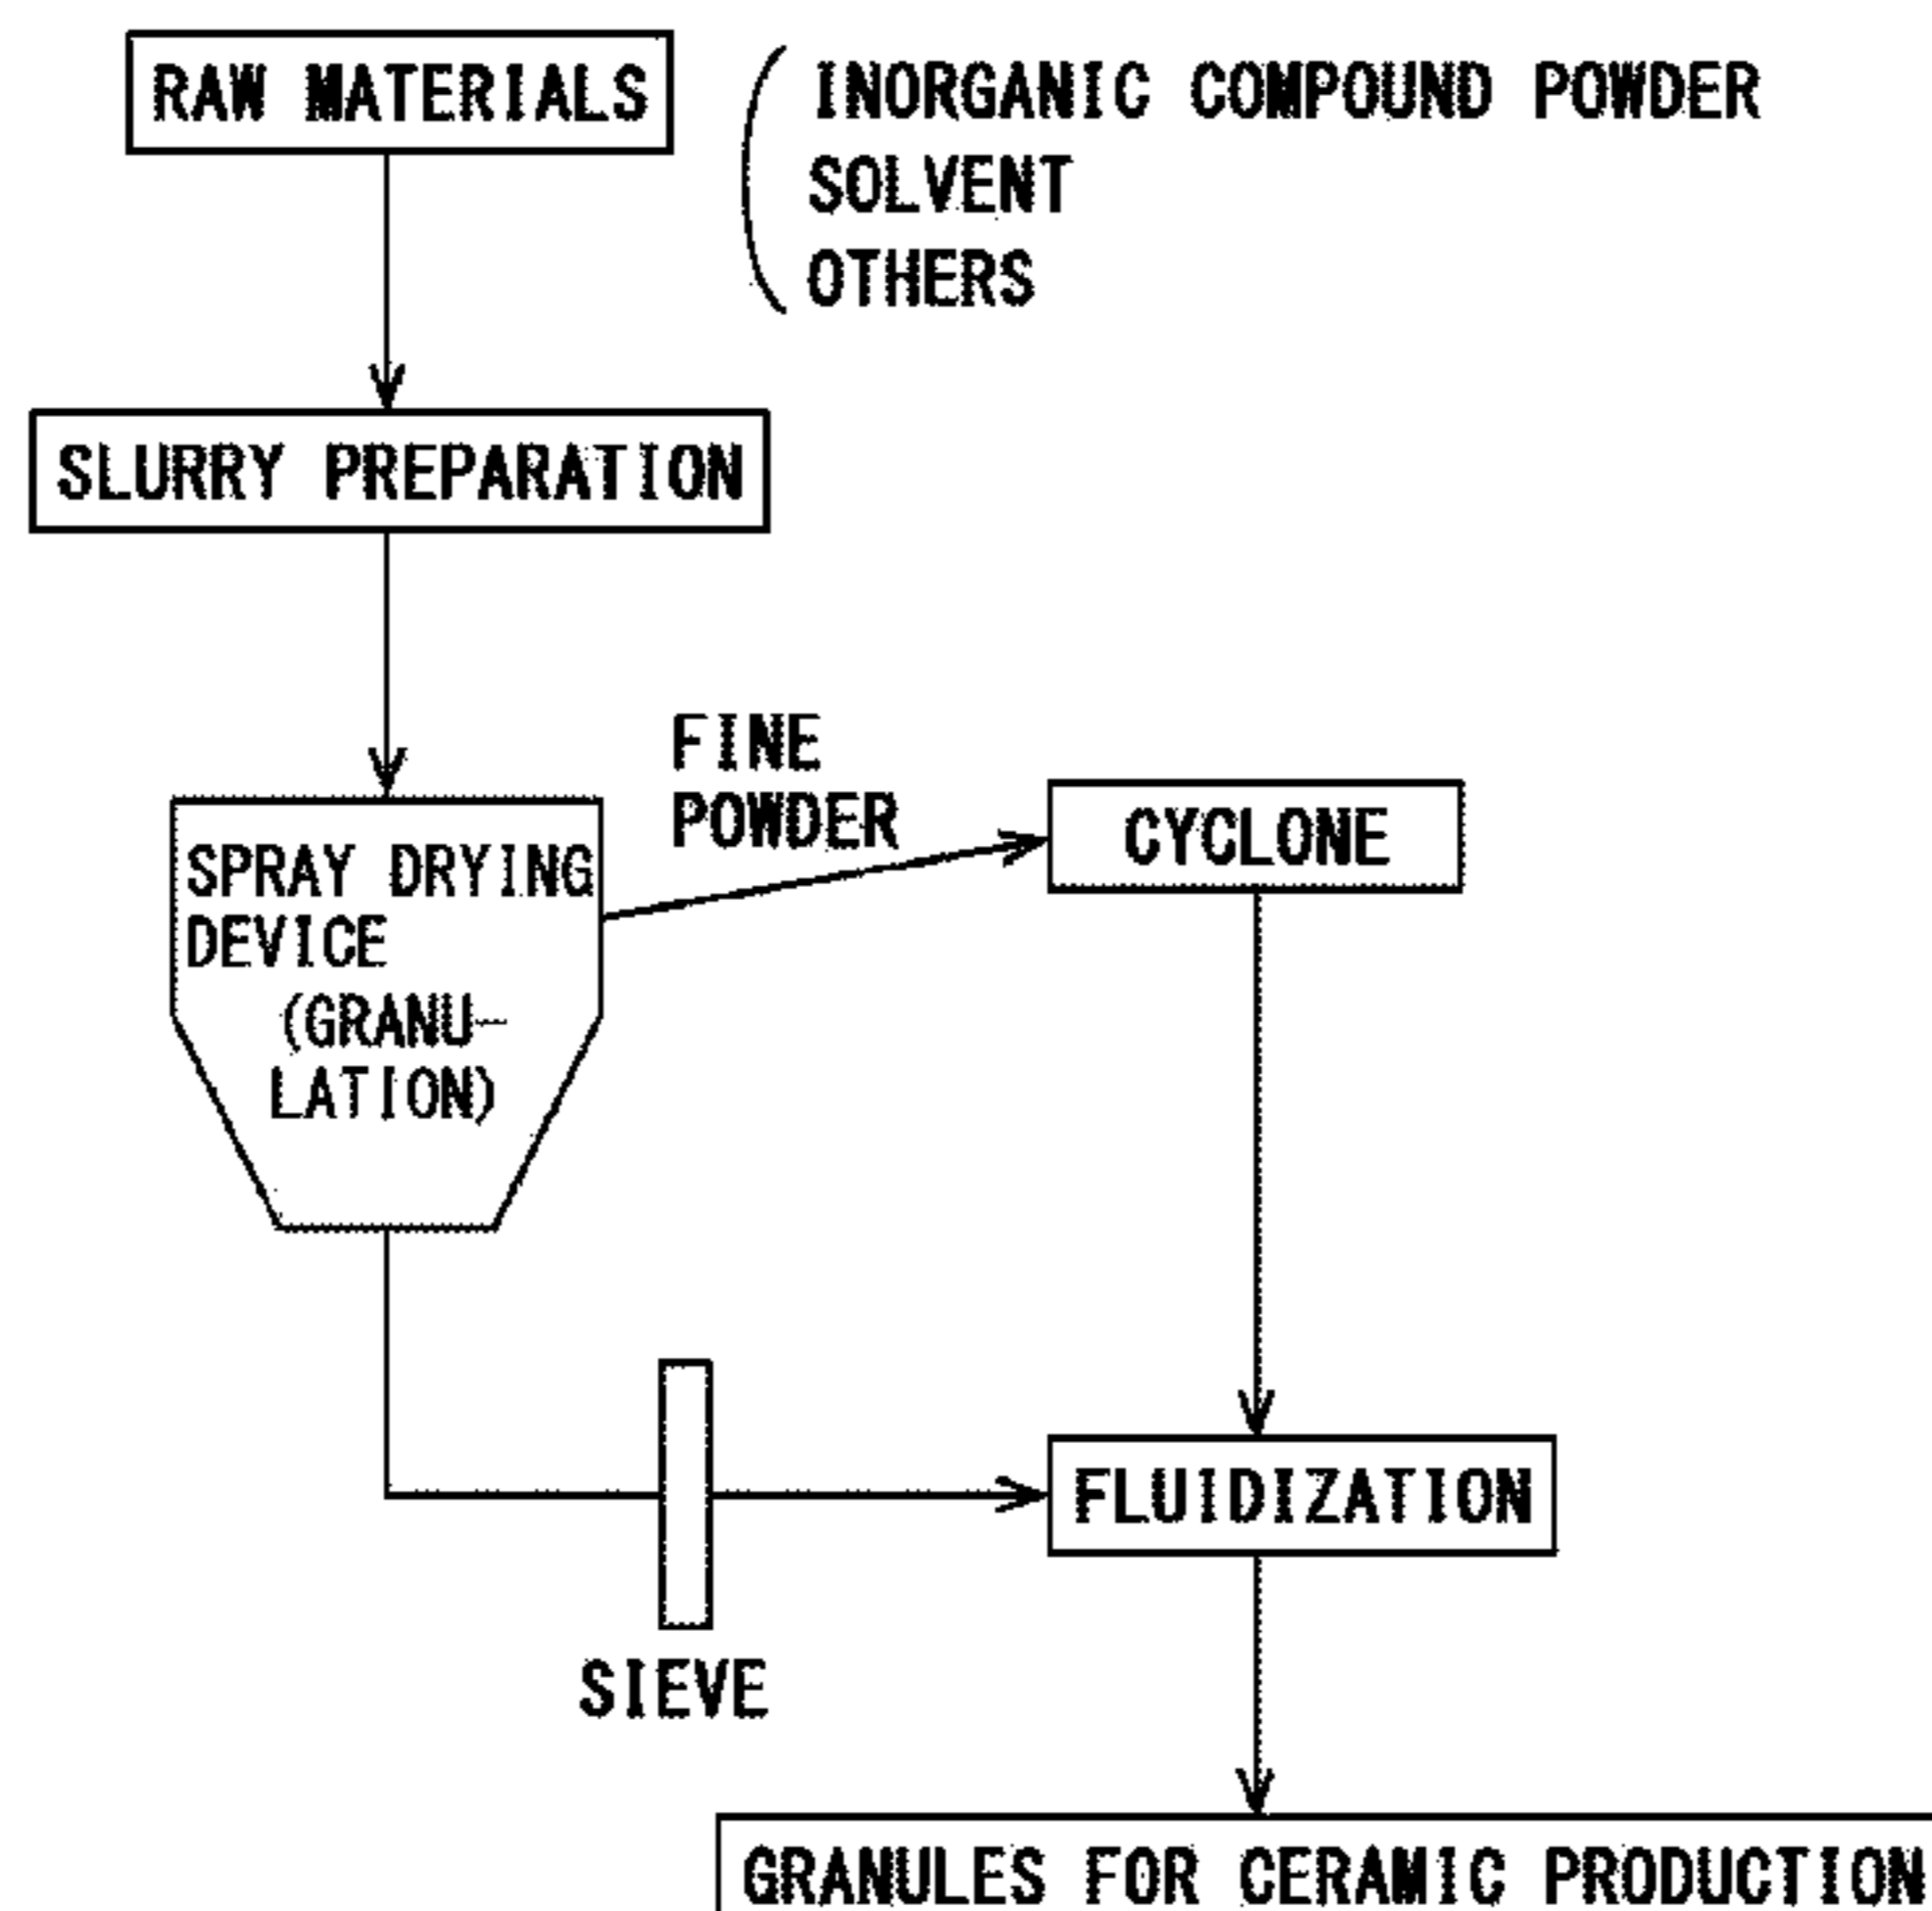 RAW MATERIALS
INORGANIC COMPOUND POWDER
SOLVENT
OTHERS
SLURRY PREPARATION
FINE
POWDER
SPRAY DRYING
DEVICE
(GRANU-
LATION)
CYCLONE
FLUIDIZATION
SIEVE
GRANULES FOR CERAMIC PRODUCTION